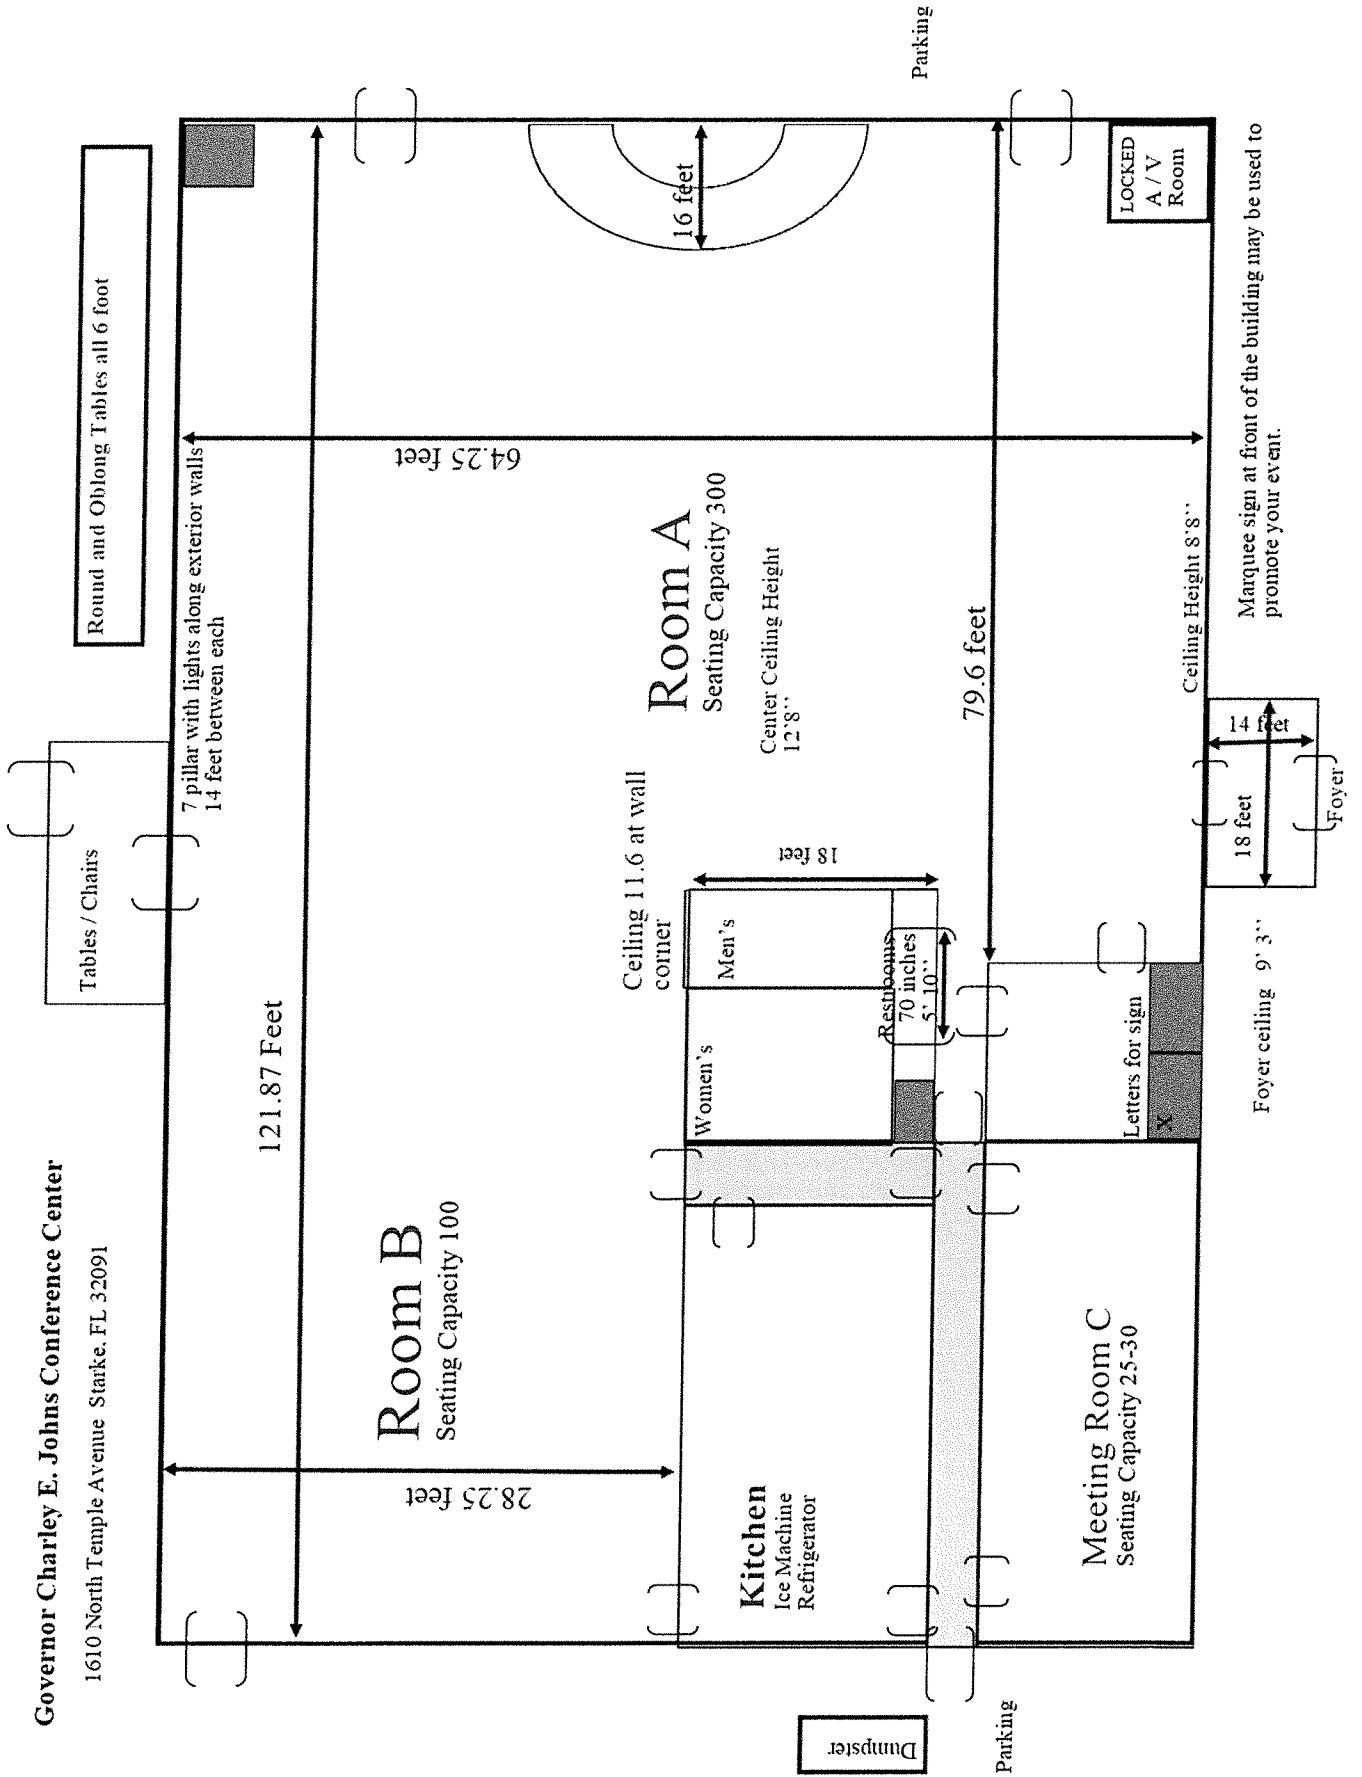 Governor Charley E. Johns Conference Center
1610 North Temple Avenue Starke, FL 32091
Round and Oblong Tables all 6 foot
Tables / Chairs
7 pillar with lights along exterior walls
14 feet between each
121.87 Feet
64.25 feet
28.25 feet
Room B
Seating Capacity 100
Room A
Seating Capacity 300
Center Ceiling Height
12'8''
Ceiling 11.6 at wall
corner
16 feet
Kitchen
Ice Machine
Refrigerator
Women's
Men's
18 feet
Restrooms
70 inches
5' 10''
79.6 feet
Parking
Dumpster
Parking
Meeting Room C
Seating Capacity 25-30
Letters for sign
X
LOCKED
A / V
Room
Ceiling Height 8'8''
14 feet
18 feet
Foyer
Foyer ceiling 9' 3''
Marquee sign at front of the building may be used to
promote your event.